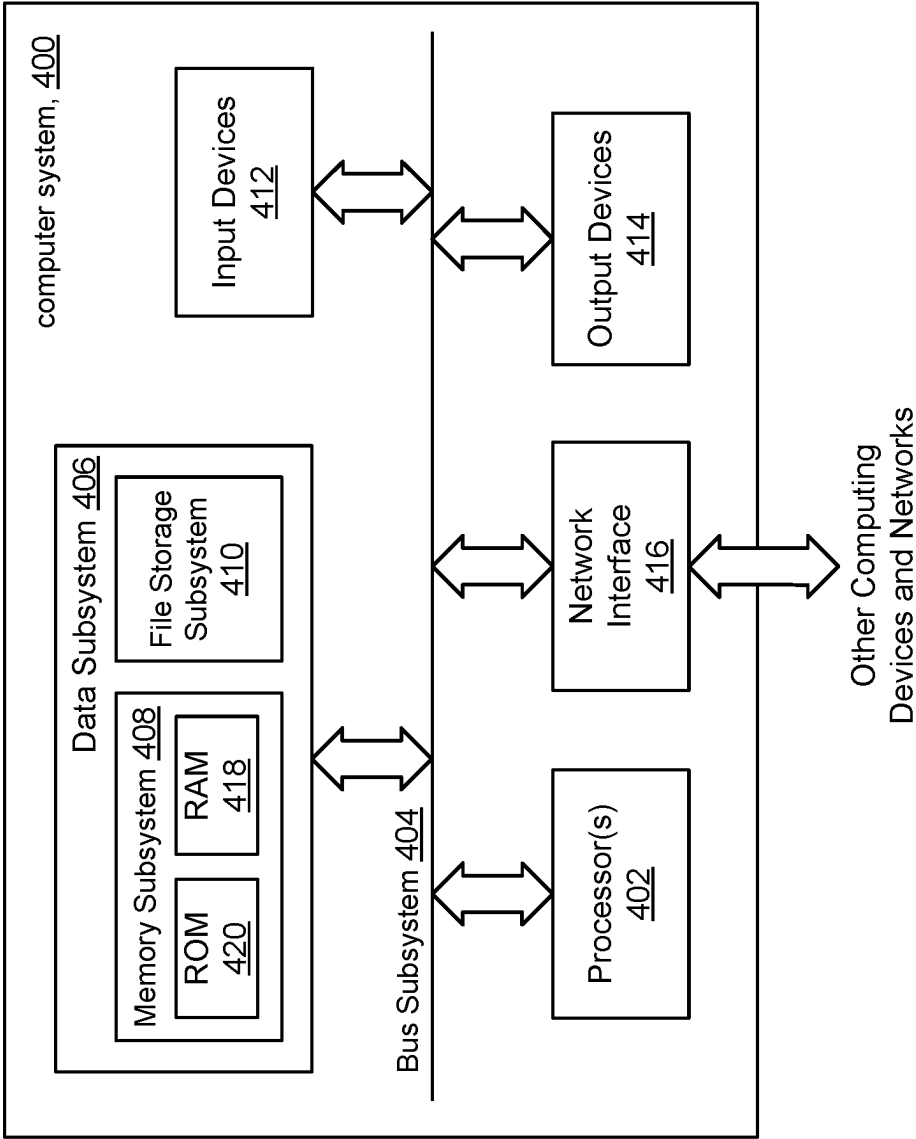 computer system, 400
Data Subsystem 406
Memory Subsystem 408
ROM
420
RAM
418
File Storage
Subsystem
410
Input Devices
412
Bus Subsystem 404
Processor(s)
402
Network
Interface
416
Output Devices
414
Other Computing
Devices and Networks